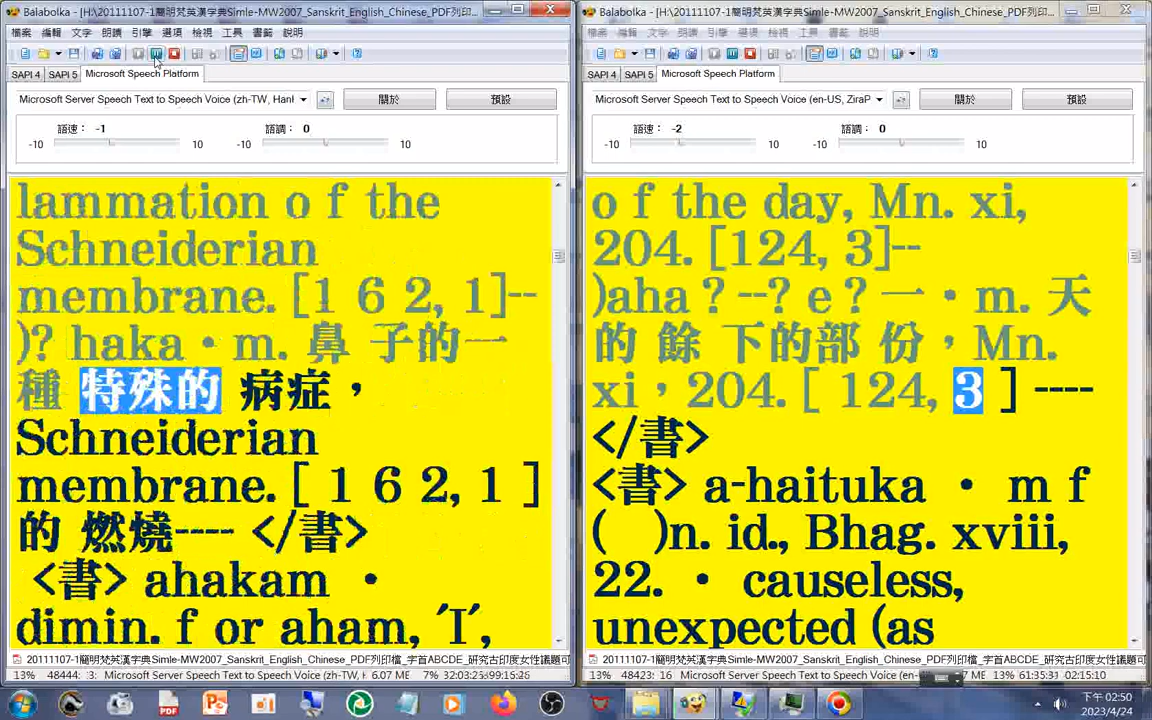 Balabolka - [H:\20111107-1簡明梵英漢字典Simle-MW2007_Sanskrit_English_Chinese_PDF列印...
檔案 編輯 文字 朗讀 引擎 選項 檢視 工具 書籤 說明
SAPI 4 SAPI 5 Microsoft Speech Platform
Microsoft Server Speech Text to Speech Voice (zh-TW, HanH 關於 預設
語速： -1 語調： 0
-10 10 -10 10
lammation o f the
Schneiderian
membrane. [1 6 2, 1]--
)? haka • m. 鼻 子的一
種 特殊的 病症，
Schneiderian
membrane. [ 1 6 2, 1 ]
的 燃燒---- </書>
<書> ahakam •
dimin. f or aham, 'I',
20111107-1簡明梵英漢字典Simle-MW2007_Sanskrit_English_Chinese_PDF列印檔_字首ABCDE_研究古印度女性議題可
13% 48444: :3: Microsoft Server Speech Text to Speech Voice (zh-TW, H 6.07 ME 7% 32:03:25/99:15:26
Balabolka - [H:\20111107-1簡明梵英漢字典Simle-MW2007_Sanskrit_English_Chinese_PDF列印...
檔案 編輯 文字 朗讀 引擎 選項 檢視 工具 書籤 說明
SAPI 4 SAPI 5 Microsoft Speech Platform
Microsoft Server Speech Text to Speech Voice (en-US, ZiraP 關於 預設
語速： -2 語調： 0
-10 10 -10 10
o f the day, Mn. xi,
204. [124, 3]--
)aha ? --? e ? 一 • m. 天
的 餘 下的部 份，Mn.
xi，204. [ 124, 3 ] ----
</書>
<書> a-haituka • m f
( )n. id., Bhag. xviii,
22. • causeless,
unexpected (as
20111107-1簡明梵英漢字典Simle-MW2007_Sanskrit_English_Chinese_PDF列印檔_字首ABCDE_研究古印度女性議題可
13% 48423: 16 Microsoft Server Speech Text to Speech Voice (en- 13% 61:35:31 02:15:10
下午 02:50
2023/4/24